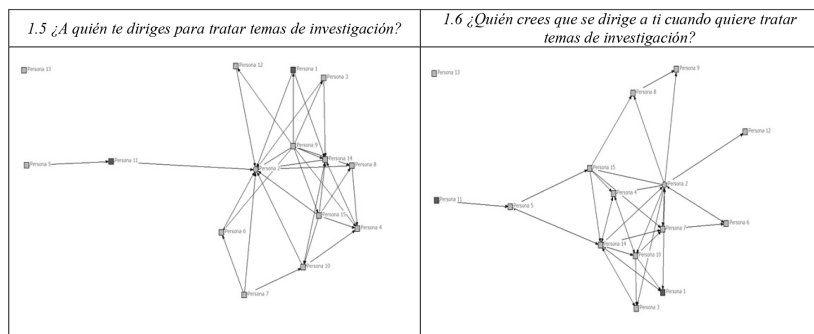 1.5 ¿A quién te diriges para tratar temas de investigación?
1.6 ¿Quién crees que se dirige a ti cuando quiere tratar
temas de investigación?
Persona 13
Persona 12
Persona 1
Persona 3
Persona 9
Persona 14
Persona 8
Persona 5
Persona 11
Persona
Persona 15
Persona 4
Persona 6
Persona 10
Persona 7
Persona 13
Persona 9
Persona 8
Persona 12
Persona 15
Persona 2
Persona 4
Persona 11
Persona 5
Persona 7
Persona 6
Persona 14
Persona 10
Persona 1
Persona 3